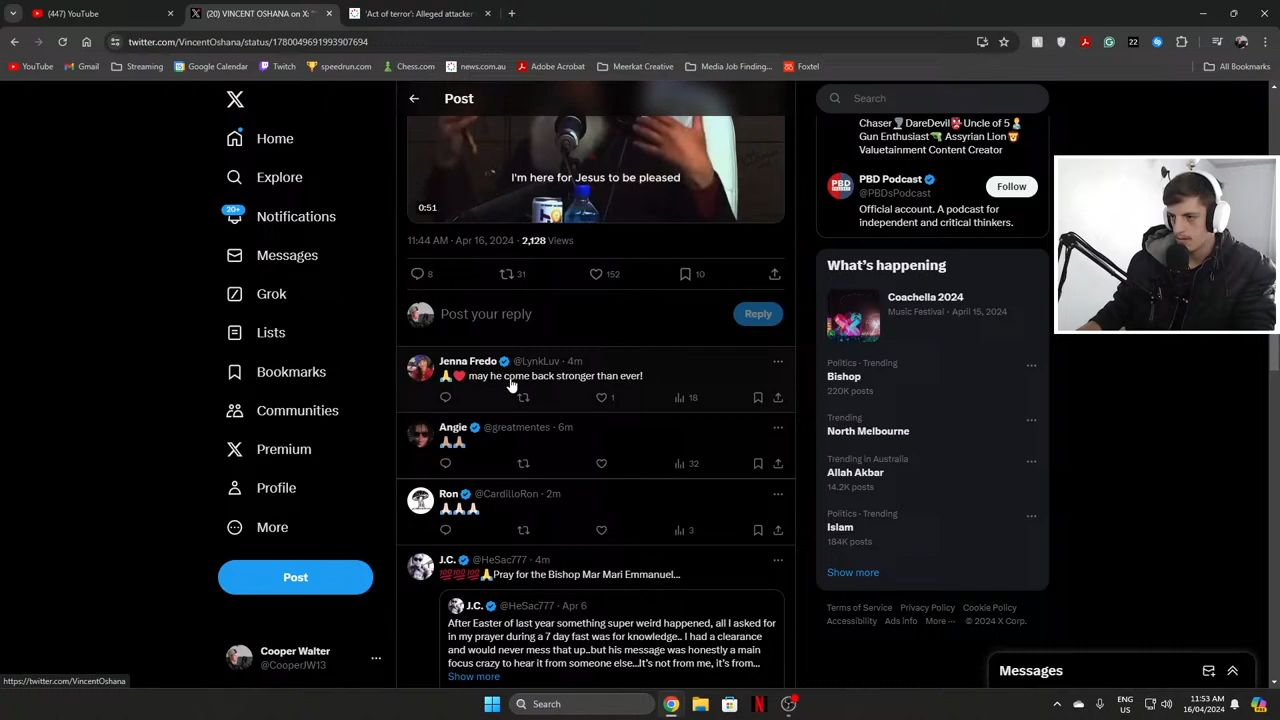 (447) YouTube
(20) VINCENT OSHANA on X:
'Act of terror': Alleged attacker
twitter.com/VincentOshana/status/1780049691993907694
22
YouTube
Gmail
Streaming
Google Calendar
Twitch
speedrun.com
Chess.com
news.com.au
Adobe Acrobat
Meerkat Creative
Media Job Finding...
Foxtel
All Bookmarks
Home
Explore
20+
Notifications
Messages
Grok
Lists
Bookmarks
Communities
Premium
Profile
More
Post
Cooper Walter
@CooperJW13
Post
I'm here for Jesus to be pleased
0:51
11:44 AM · Apr 16, 2024 · 2,128 Views
8
31
152
10
Post your reply
Reply
Jenna Fredo @LynkLuv · 4m
🙏❤️ may he come back stronger than ever!
1
18
Angie @greatmentes · 6m
🙏🏽🙏🏽
32
Ron @CardilloRon · 2m
🙏🏻🙏🏻🙏🏻
3
J.C. @HeSac777 · 4m
💯💯💯🙏Pray for the Bishop Mar Mari Emmanuel...
J.C. @HeSac777 · Apr 6
After Easter of last year something super weird happened, all I asked for
in my prayer during a 7 day fast was for knowledge.. I had a clearance
and would never mess that up..but his message was honestly a main
focus crazy to hear it from someone else...It's not from me, it's from...
Show more
Search
Chaser🏆DareDevil👺Uncle of 5
Gun Enthusiast🔫 Assyrian Lion🦁
Valuetainment Content Creator
PBD
PODCAST
PBD Podcast
@PBDsPodcast
Follow
Official account. A podcast for
independent and critical thinkers.
What's happening
Coachella 2024
Music Festival · April 15, 2024
Politics · Trending
Bishop
220K posts
Trending
North Melbourne
Trending in Australia
Allah Akbar
14.2K posts
Politics · Trending
Islam
184K posts
Show more
Terms of Service
Privacy Policy
Cookie Policy
Accessibility
Ads info
More ···
© 2024 X Corp.
Messages
https://twitter.com/VincentOshana
Search
ENG
US
11:53 AM
16/04/2024